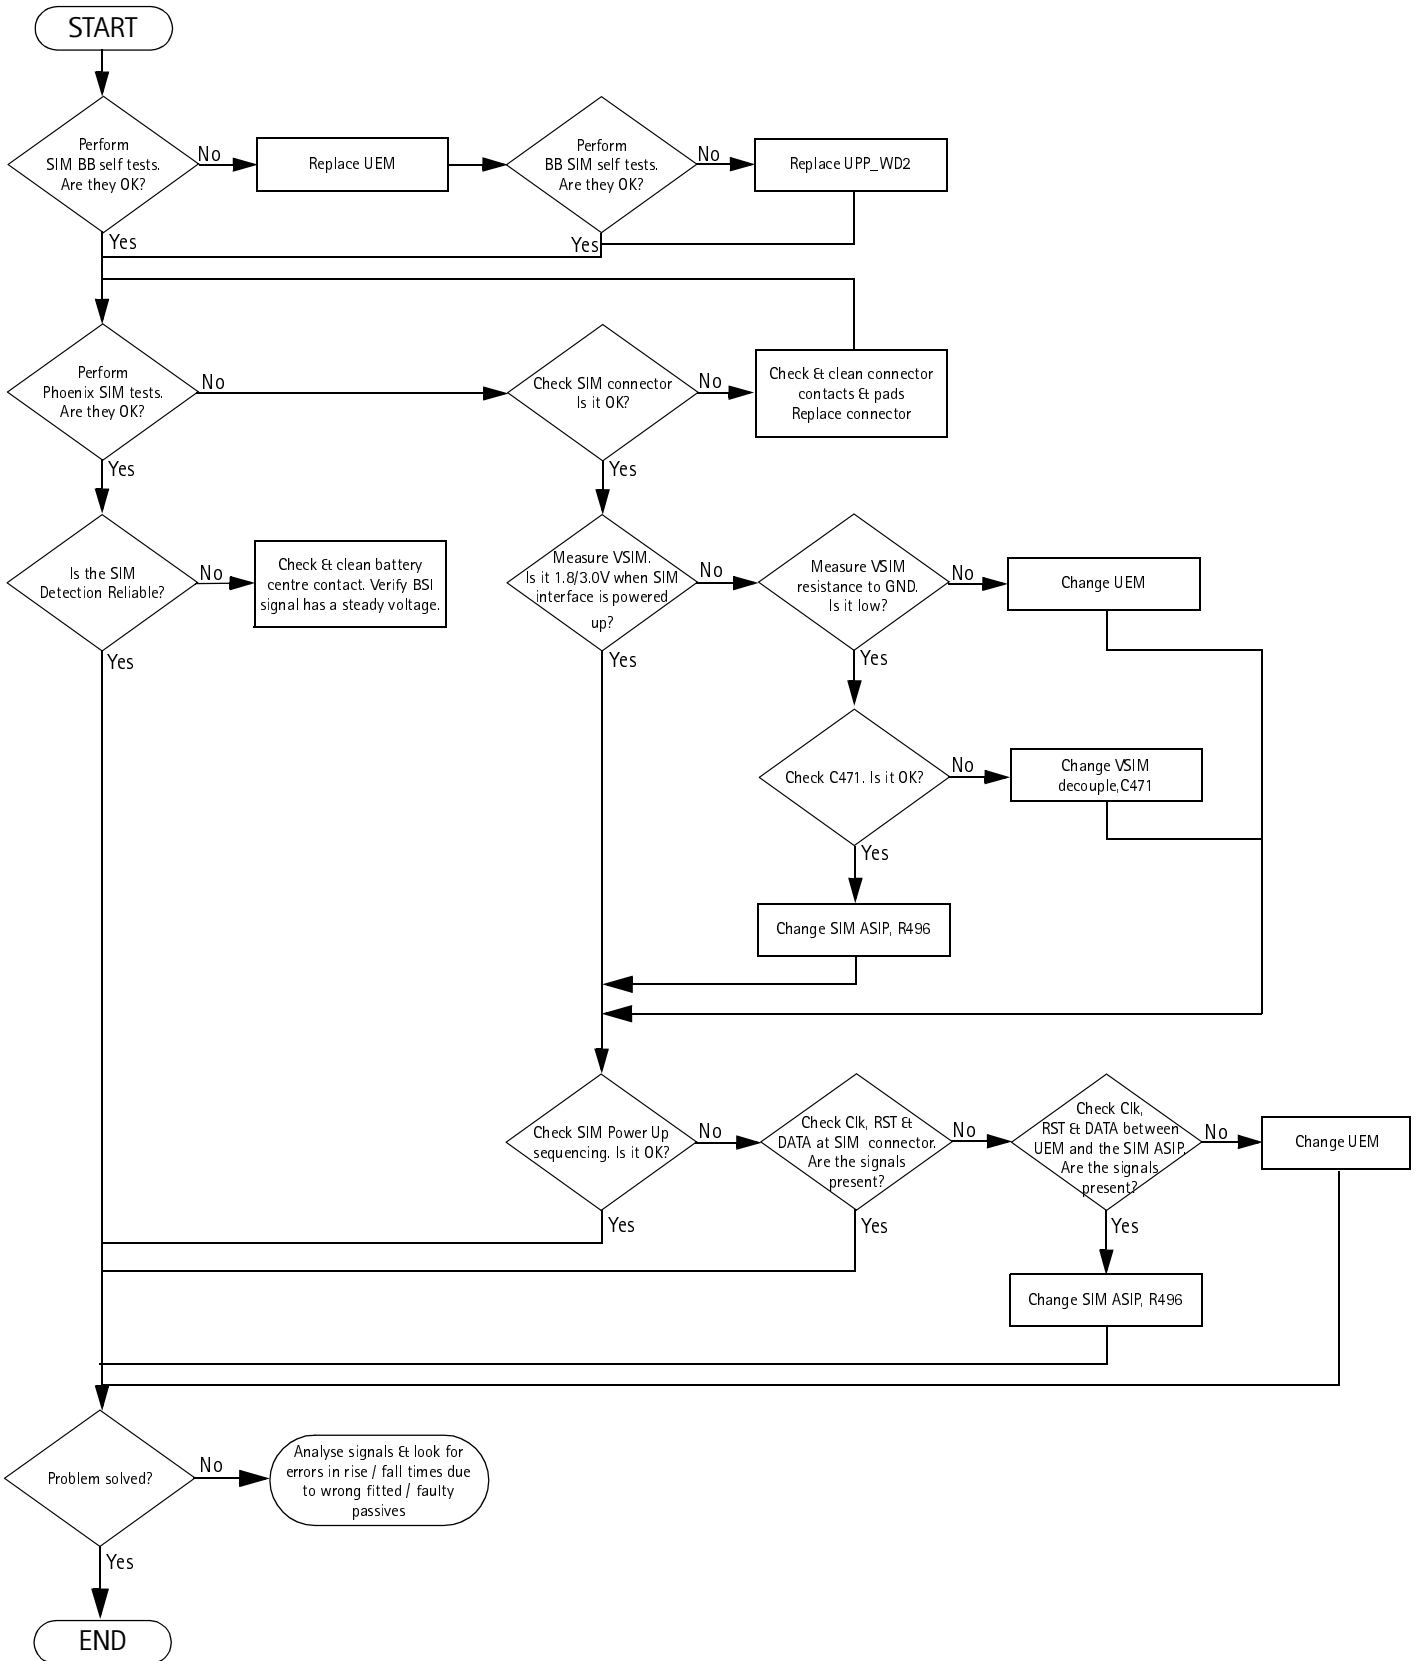 START
Perform
SIM BB self tests.
Are they OK?
No
Replace UEM
Perform
BB SIM self tests.
Are they OK?
No
Replace UPP_WD2
Yes
Yes
Perform
Phoenix SIM tests.
Are they OK?
No
Check SIM connector
Is it OK?
No
Check & clean connector
contacts & pads
Replace connector
Yes
Yes
Is the SIM
Detection Reliable?
No
Check & clean battery
centre contact. Verify BSI
signal has a steady voltage.
Measure VSIM.
Is it 1.8/3.0V when SIM
interface is powered
up?
No
Measure VSIM
resistance to GND.
Is it low?
No
Change UEM
Yes
Yes
Yes
Check C471. Is it OK?
No
Change VSIM
decouple,C471
Yes
Change SIM ASIP, R496
Check SIM Power Up
sequencing. Is it OK?
No
Check Clk, RST &
DATA at SIM connector.
Are the signals
present?
No
Check Clk,
RST & DATA between
UEM and the SIM ASIP.
Are the signals
present?
No
Change UEM
Yes
Yes
Yes
Change SIM ASIP, R496
Problem solved?
No
Analyse signals & look for
errors in rise / fall times due
to wrong fitted / faulty
passives
Yes
END